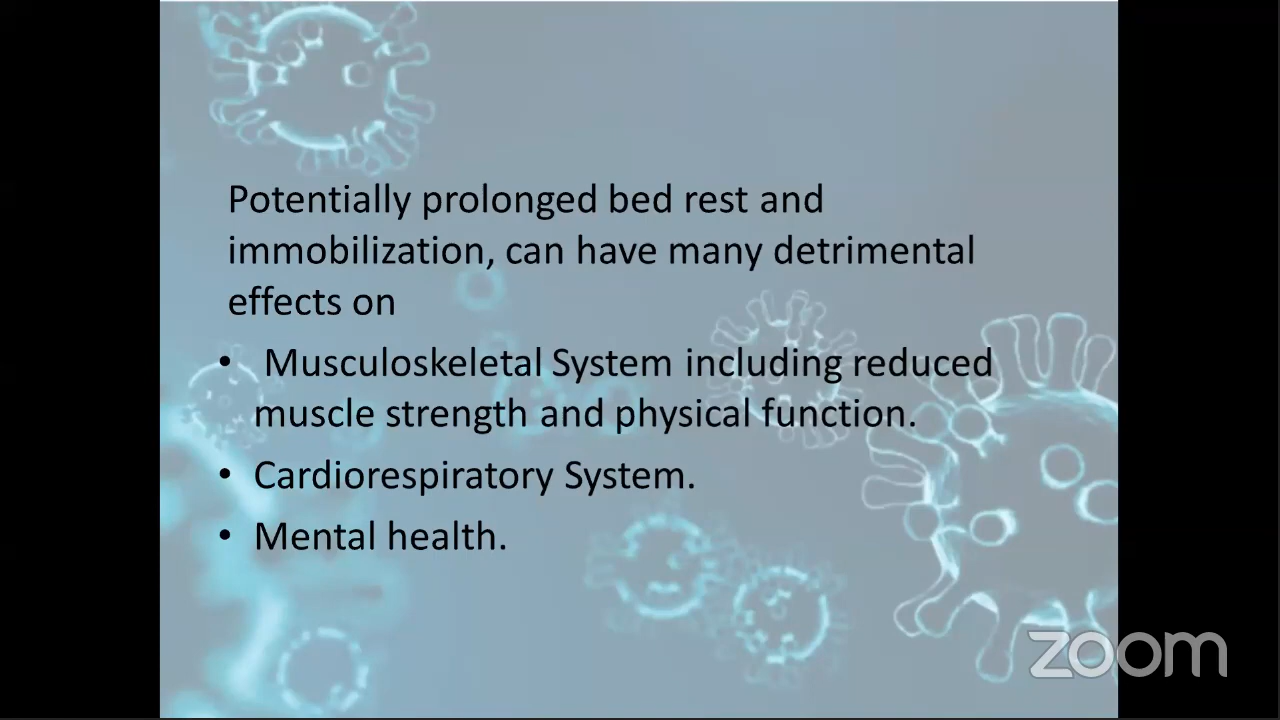 Potentially prolonged bed rest and
immobilization, can have many detrimental
effects on
• Musculoskeletal System including reduced
muscle strength and physical function.
• Cardiorespiratory System.
• Mental health.
zoom